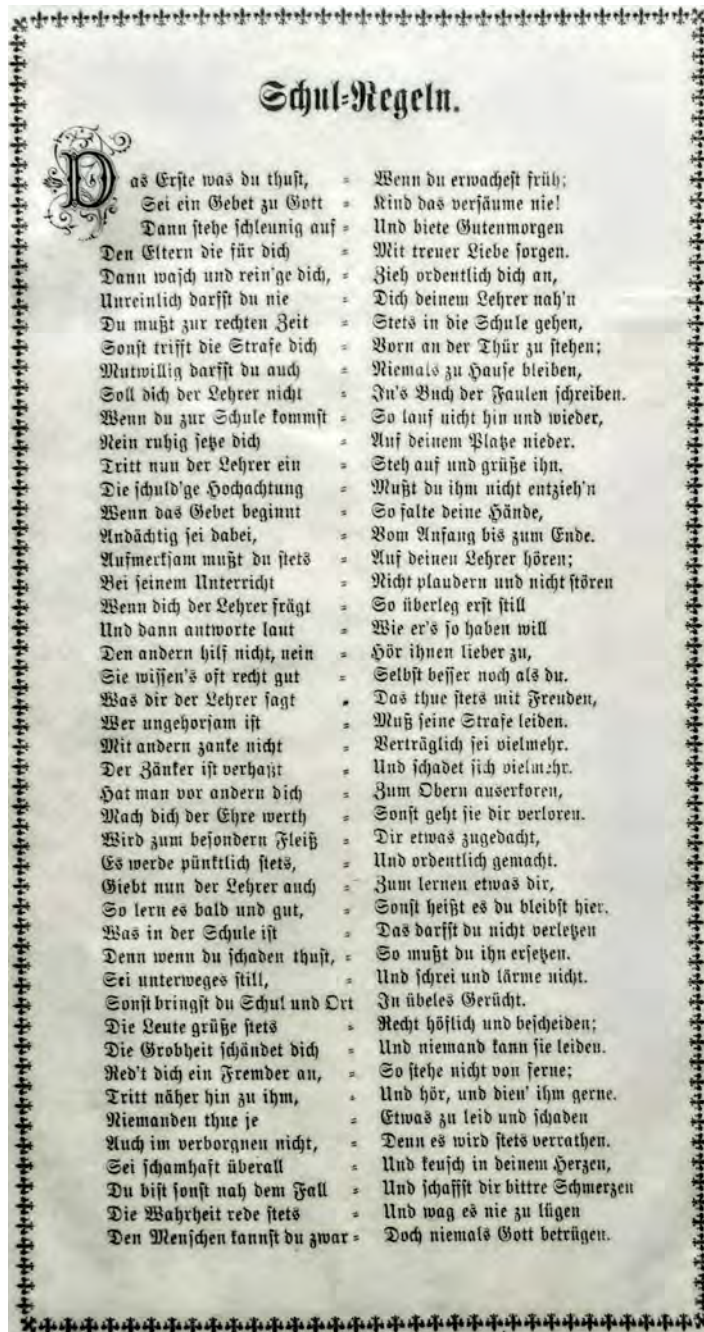 Schul-Regeln.
Das Erste was du thust, = Wenn du erwachest früh;
Sei ein Gebet zu Gott = Kind das versäume nie!
Dann stehe schleunig auf = Und biete Gutenmorgen
Den Eltern die für dich = Mit treuer Liebe sorgen.
Dann wasch und rein'ge dich, = Zieh ordentlich dich an,
Unreinlich darfst du nie = Dich deinem Lehrer nah'n
Du mußt zur rechten Zeit = Stets in die Schule gehen,
Sonst trifft die Strafe dich = Vorn an der Thür zu stehen;
Mutwillig darfst du auch = Niemals zu Hause bleiben,
Soll dich der Lehrer nicht = In's Buch der Faulen schreiben.
Wenn du zur Schule kommst = So lauf nicht hin und wieder,
Nein ruhig setze dich = Auf deinem Platze nieder.
Tritt nun der Lehrer ein = Steh auf und grüße ihn,
Die schuld'ge Hochachtung = Mußt du ihm nicht entzieh'n
Wenn das Gebet beginnt = So falte deine Hände,
Andächtig sei dabei, = Vom Anfang bis zum Ende.
Aufmerksam mußt du stets = Auf deinen Lehrer hören;
Bei seinem Unterricht = Nicht plaudern und nicht stören
Wenn dich der Lehrer frägt = So überleg erst still
Und dann antworte laut = Wie er's so haben will
Den andern hilf nicht, nein = Hör ihnen lieber zu,
Sie wissen's oft recht gut = Selbst besser noch als du.
Was dir der Lehrer sagt = Das thue stets mit Freuden,
Wer ungehorsam ist = Muß seine Strafe leiden.
Mit andern zanke nicht = Verträglich sei vielmehr.
Der Zänker ist verhaßt = Und schadet sich vielmehr.
Hat man vor andern dich = Zum Obern auserkoren,
Mach dich der Ehre werth = Sonst geht sie dir verloren.
Wird zum besondern Fleiß = Dir etwas zugedacht,
Es werde pünktlich stets, = Und ordentlich gemacht.
Giebt nun der Lehrer auch = Zum lernen etwas dir,
So lern es bald und gut, = Sonst heißt es du bleibst hier.
Was in der Schule ist = Das darfst du nicht verletzen
Denn wenn du schaden thust, = So mußt du ihn ersetzen.
Sei unterweges still, = Und schrei und lärme nicht.
Sonst bringst du Schul und Ort In übeles Gerücht.
Die Leute grüße stets = Recht höflich und bescheiden;
Die Grobheit schändet dich = Und niemand kann sie leiden.
Red't dich ein Fremder an, = So stehe nicht von ferne;
Tritt näher hin zu ihm, = Und hör, und dien' ihm gerne.
Niemanden thue je = Etwas zu leid und schaden
Auch im verborgnen nicht, = Denn es wird stets verrathen.
Sei schamhaft überall = Und keusch in deinem Herzen,
Du bist sonst nah dem Fall = Und schaffst dir bittre Schmerzen
Die Wahrheit rede stets = Und wag es nie zu lügen
Den Menschen kannst du zwar = Doch niemals Gott betrügen.